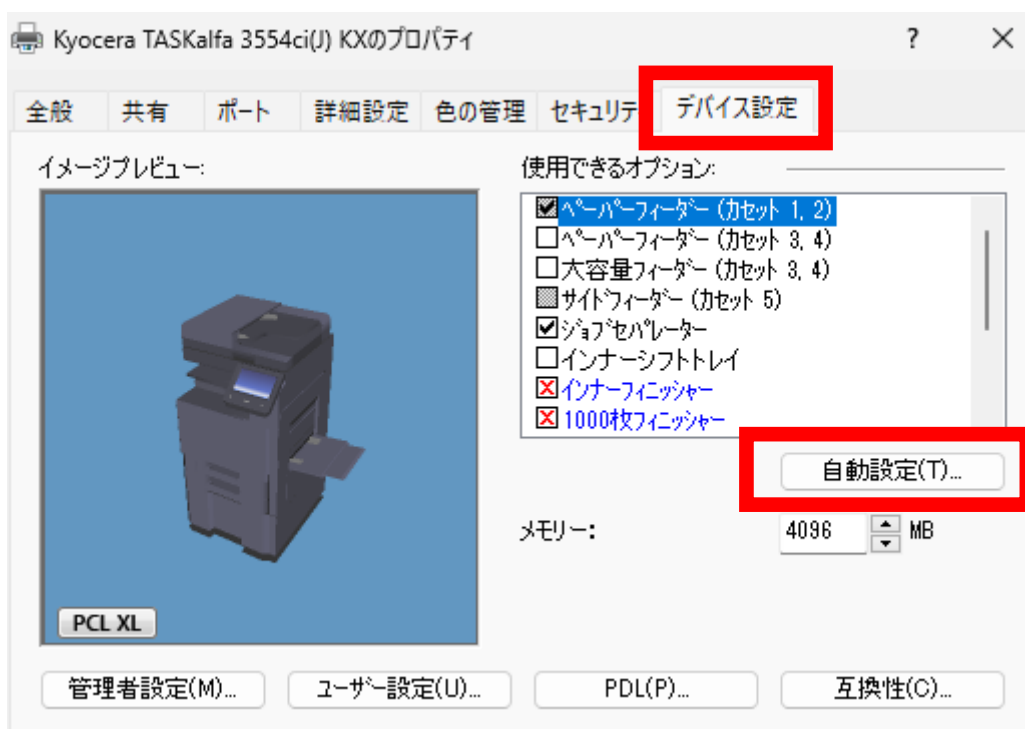 Kyocera TASKalfa 3554ci(J) KXのプロパティ
? ×
全般 共有 ポート 詳細設定 色の管理 セキュリテ デバイス設定
イメージプレビュー:
使用できるオプション:
ペーパーフィーダー (カセット 1, 2)
ペーパーフィーダー (カセット 3, 4)
大容量フィーダー (カセット 3, 4)
サイドフィーダー (カセット 5)
ジョブセパレーター
インナーシフトトレイ
インナーフィニッシャー
1000枚フィニッシャー
自動設定(T)...
メモリー: 4096 MB
PCL XL
管理者設定(M)... ユーザー設定(U)... PDL(P)... 互換性(C)...